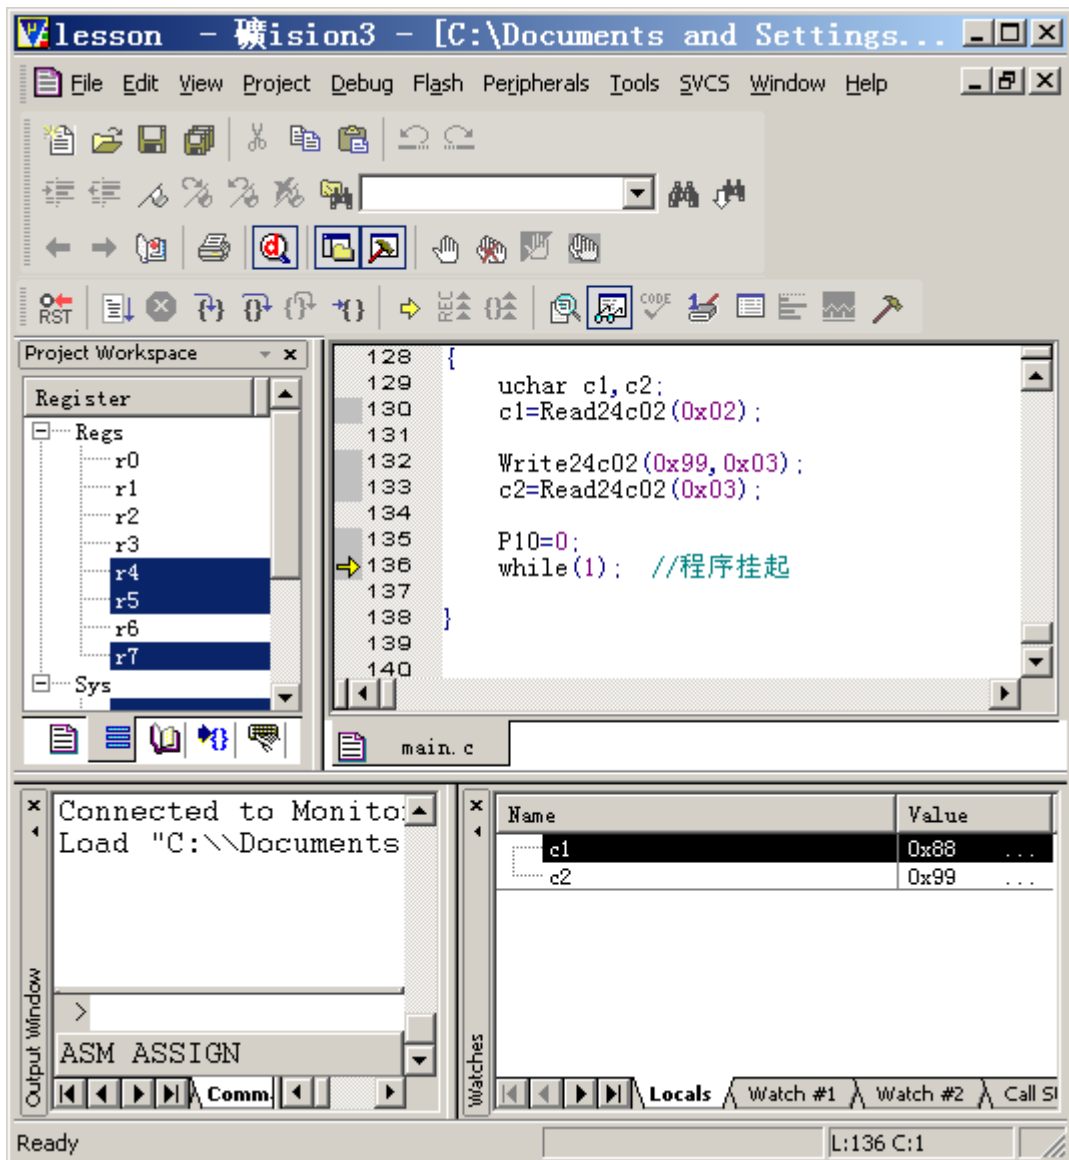 lesson - 礦ision3 - [C:\Documents and Settings...
File Edit View Project Debug Flash Peripherals Tools SVCS Window Help
RST
REC
CODE
Project Workspace
Register
Regs
r0
r1
r2
r3
r4
r5
r6
r7
Sys
128 {
129 uchar c1,c2;
130 c1=Read24c02(0x02);
131
132 Write24c02(0x99,0x03);
133 c2=Read24c02(0x03);
134
135 P10=0;
136 while(1); //程序挂起
137
138 }
139
140
main.c
Connected to Monito
Load "C:\\Documents
>
ASM ASSIGN
Comm
Output Window
Name Value
c1 0x88 ...
c2 0x99 ...
Locals Watch #1 Watch #2 Call S
Watches
Ready L:136 C:1